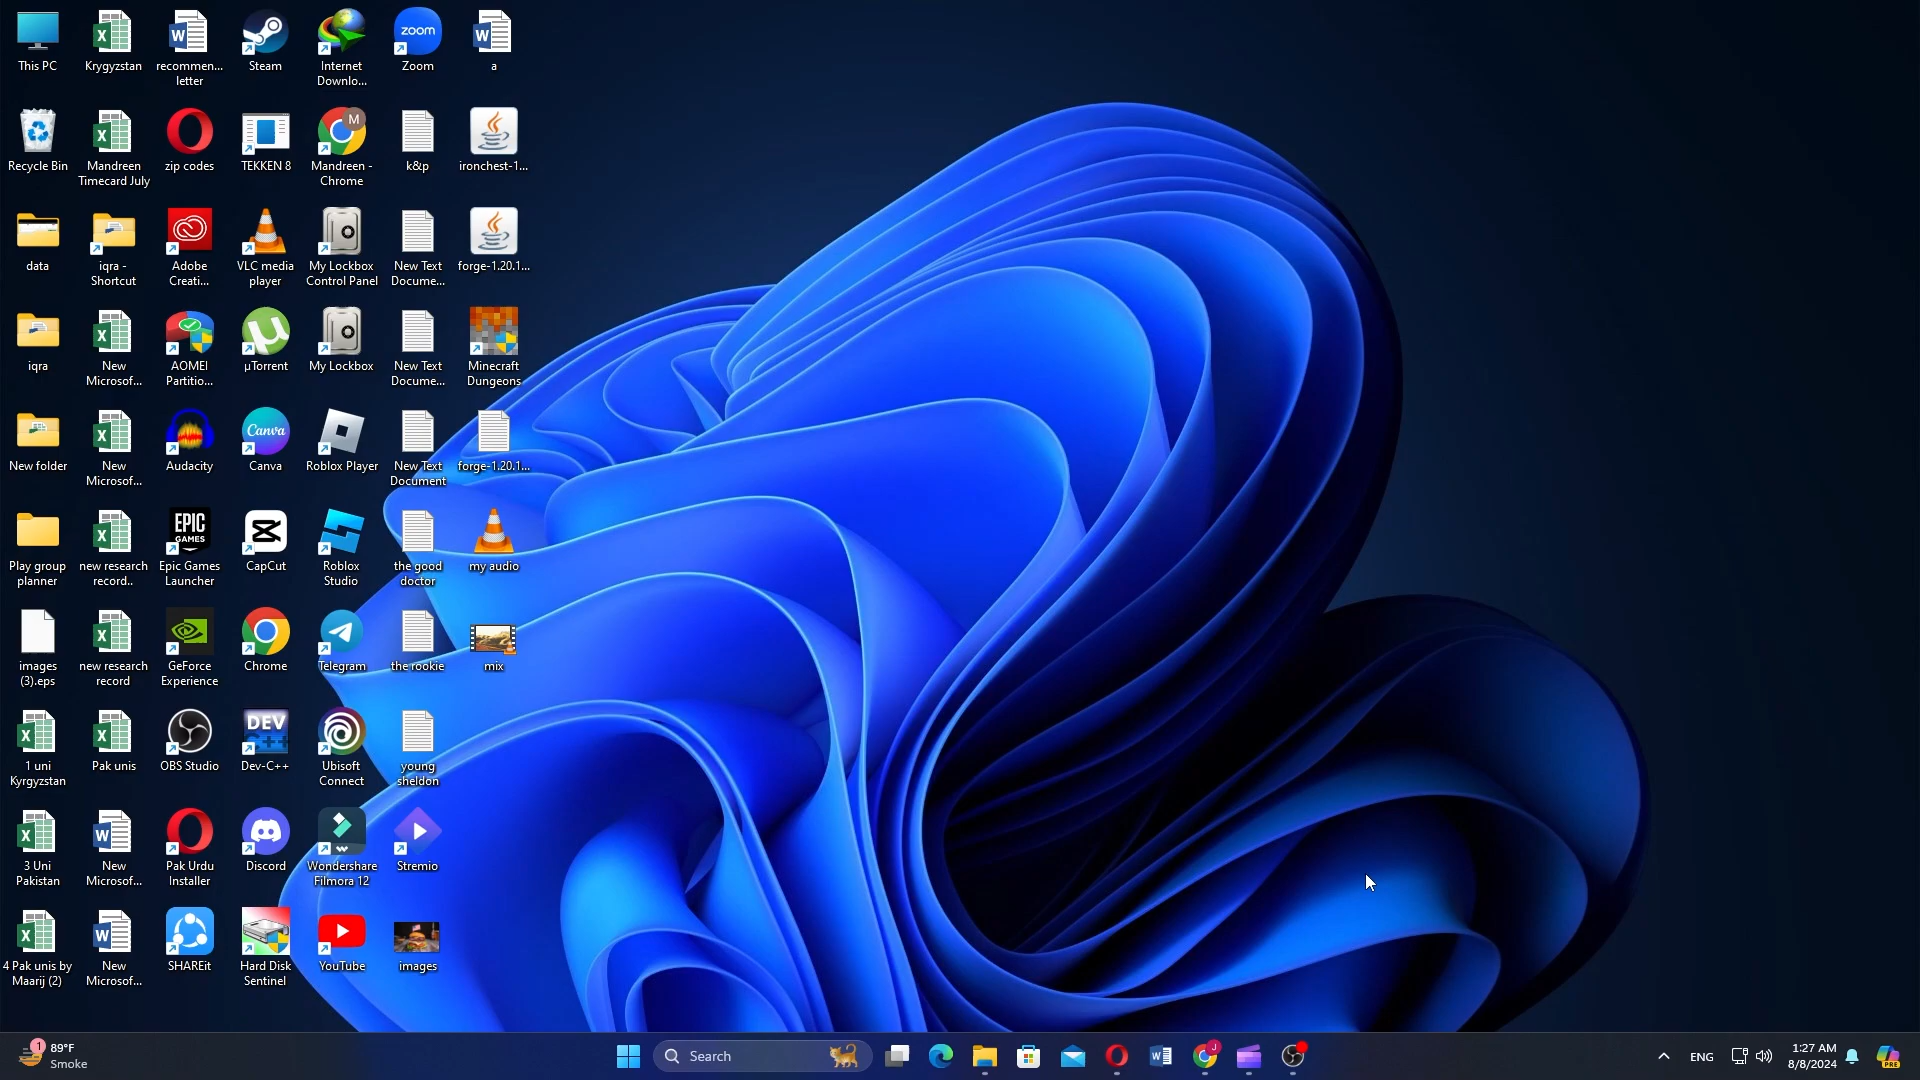 This PC
Krygyzstan
recommen...
letter
Steam
Internet
Downlo...
zoom
Zoom
a
Recycle Bin
Mandreen
Timecard July
zip codes
TEKKEN 8
M
Mandreen -
Chrome
k&p
ironchest-1...
data
iqra -
Shortcut
Adobe
Creati...
VLC media
player
My Lockbox
Control Panel
New Text
Docume...
forge-1.20.1...
iqra
New
Microsof...
AOMEI
Partitio...
µTorrent
My Lockbox
New Text
Docume...
Minecraft
Dungeons
New folder
New
Microsof...
Audacity
Canva
Canva
Roblox Player
New Text
Document
forge-1.20.1...
Play group
planner
new research
record..
EPIC
GAMES
Epic Games
Launcher
CapCut
Roblox
Studio
the good
doctor
my audio
images
(3).eps
new research
record
GeForce
Experience
Chrome
Telegram
the rookie
mix
1 uni
Kyrgyzstan
Pak unis
OBS Studio
DEV
C++
Dev-C++
Ubisoft
Connect
young
sheldon
3 Uni
Pakistan
New
Microsof...
Pak Urdu
Installer
Discord
Wondershare
Filmora 12
Stremio
4 Pak unis by
Maarij (2)
New
Microsof...
SHAREit
Hard Disk
Sentinel
YouTube
images
1
89°F
Smoke
Search
J
ENG
1:27 AM
8/8/2024
PRE